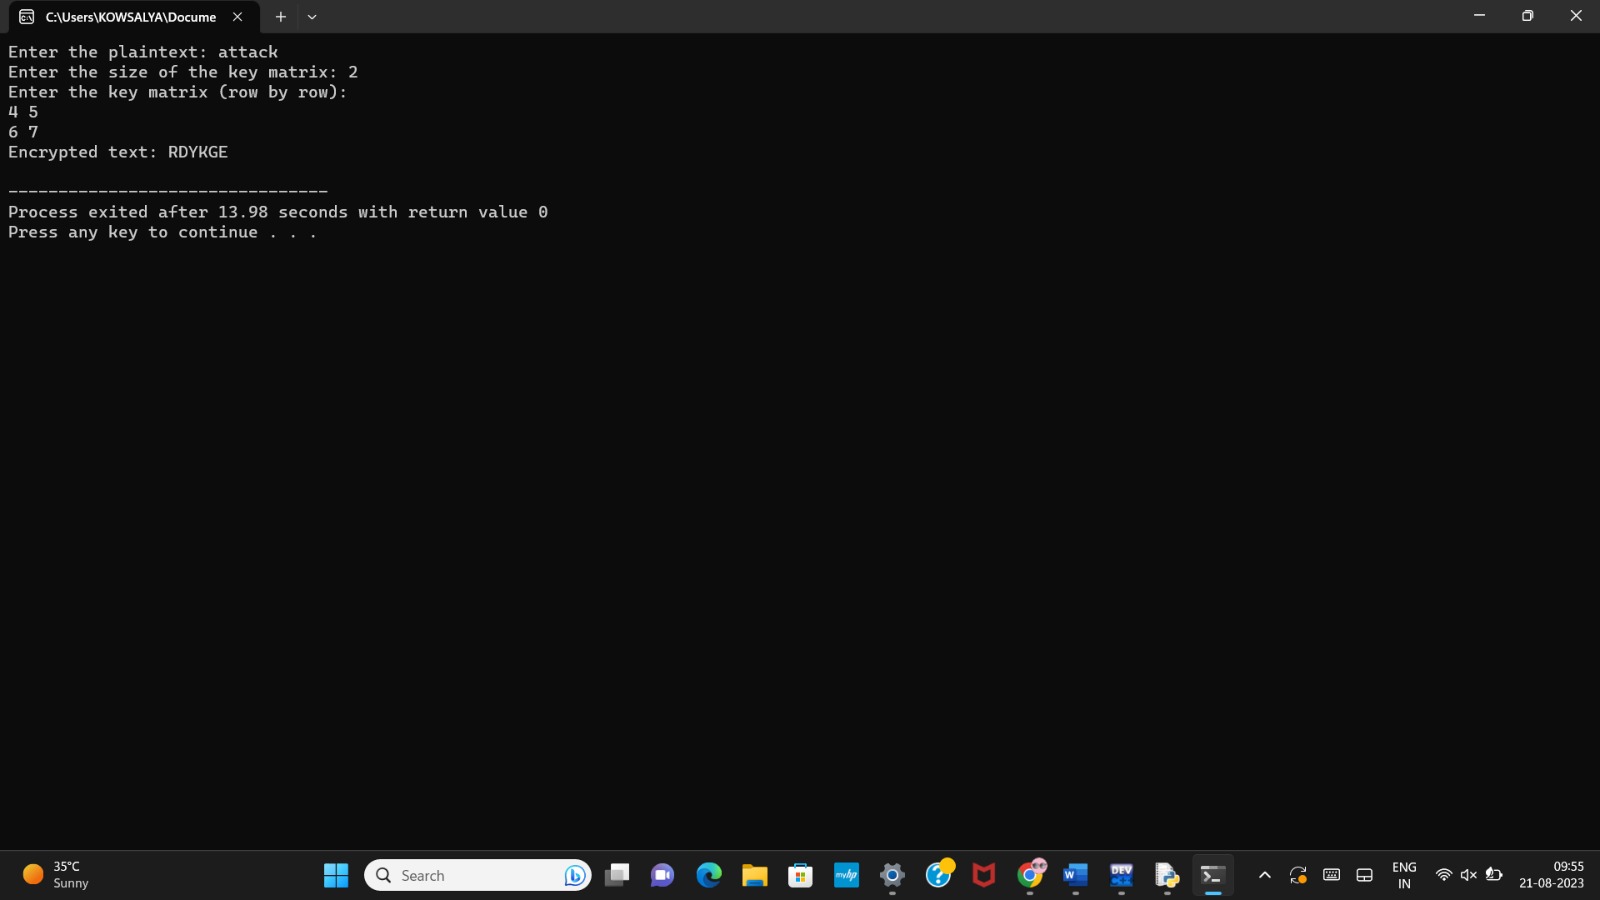 C:\Users\KOWSALYA\Docume
Enter the plaintext: attack
Enter the size of the key matrix: 2
Enter the key matrix (row by row):
4 5
6 7
Encrypted text: RDYKGE
--------------------------------
Process exited after 13.98 seconds with return value 0
Press any key to continue . . .
35°C
Sunny
Search
myhp
W
DEV
C++
ENG
IN
09:55
21-08-2023